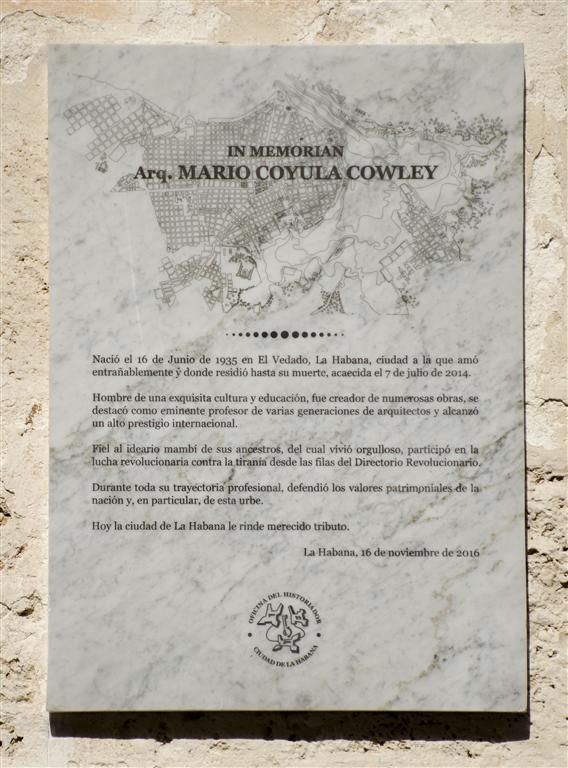 IN MEMORIAN
Arq. MARIO COYULA COWLEY
Nació el 16 de Junio de 1935 en El Vedado, La Habana, ciudad a la que amó
entrañablemente y donde residió hasta su muerte, acaecida el 7 de julio de 2014.
Hombre de una exquisita cultura y educación, fue creador de numerosas obras, se
destacó como eminente profesor de varias generaciones de arquitectos y alcanzó
un alto prestigio internacional.
Fiel al ideario mambí de sus ancestros, del cual vivió orgulloso, participó en la
lucha revolucionaria contra la tiranía desde las filas del Directorio Revolucionario.
Durante toda su trayectoria profesional, defendió los valores patrimoniales de la
nación y, en particular, de esta urbe.
Hoy la ciudad de La Habana le rinde merecido tributo.
La Habana, 16 de noviembre de 2016
OFICINA DEL HISTORIADOR
CIUDAD DE LA HABANA